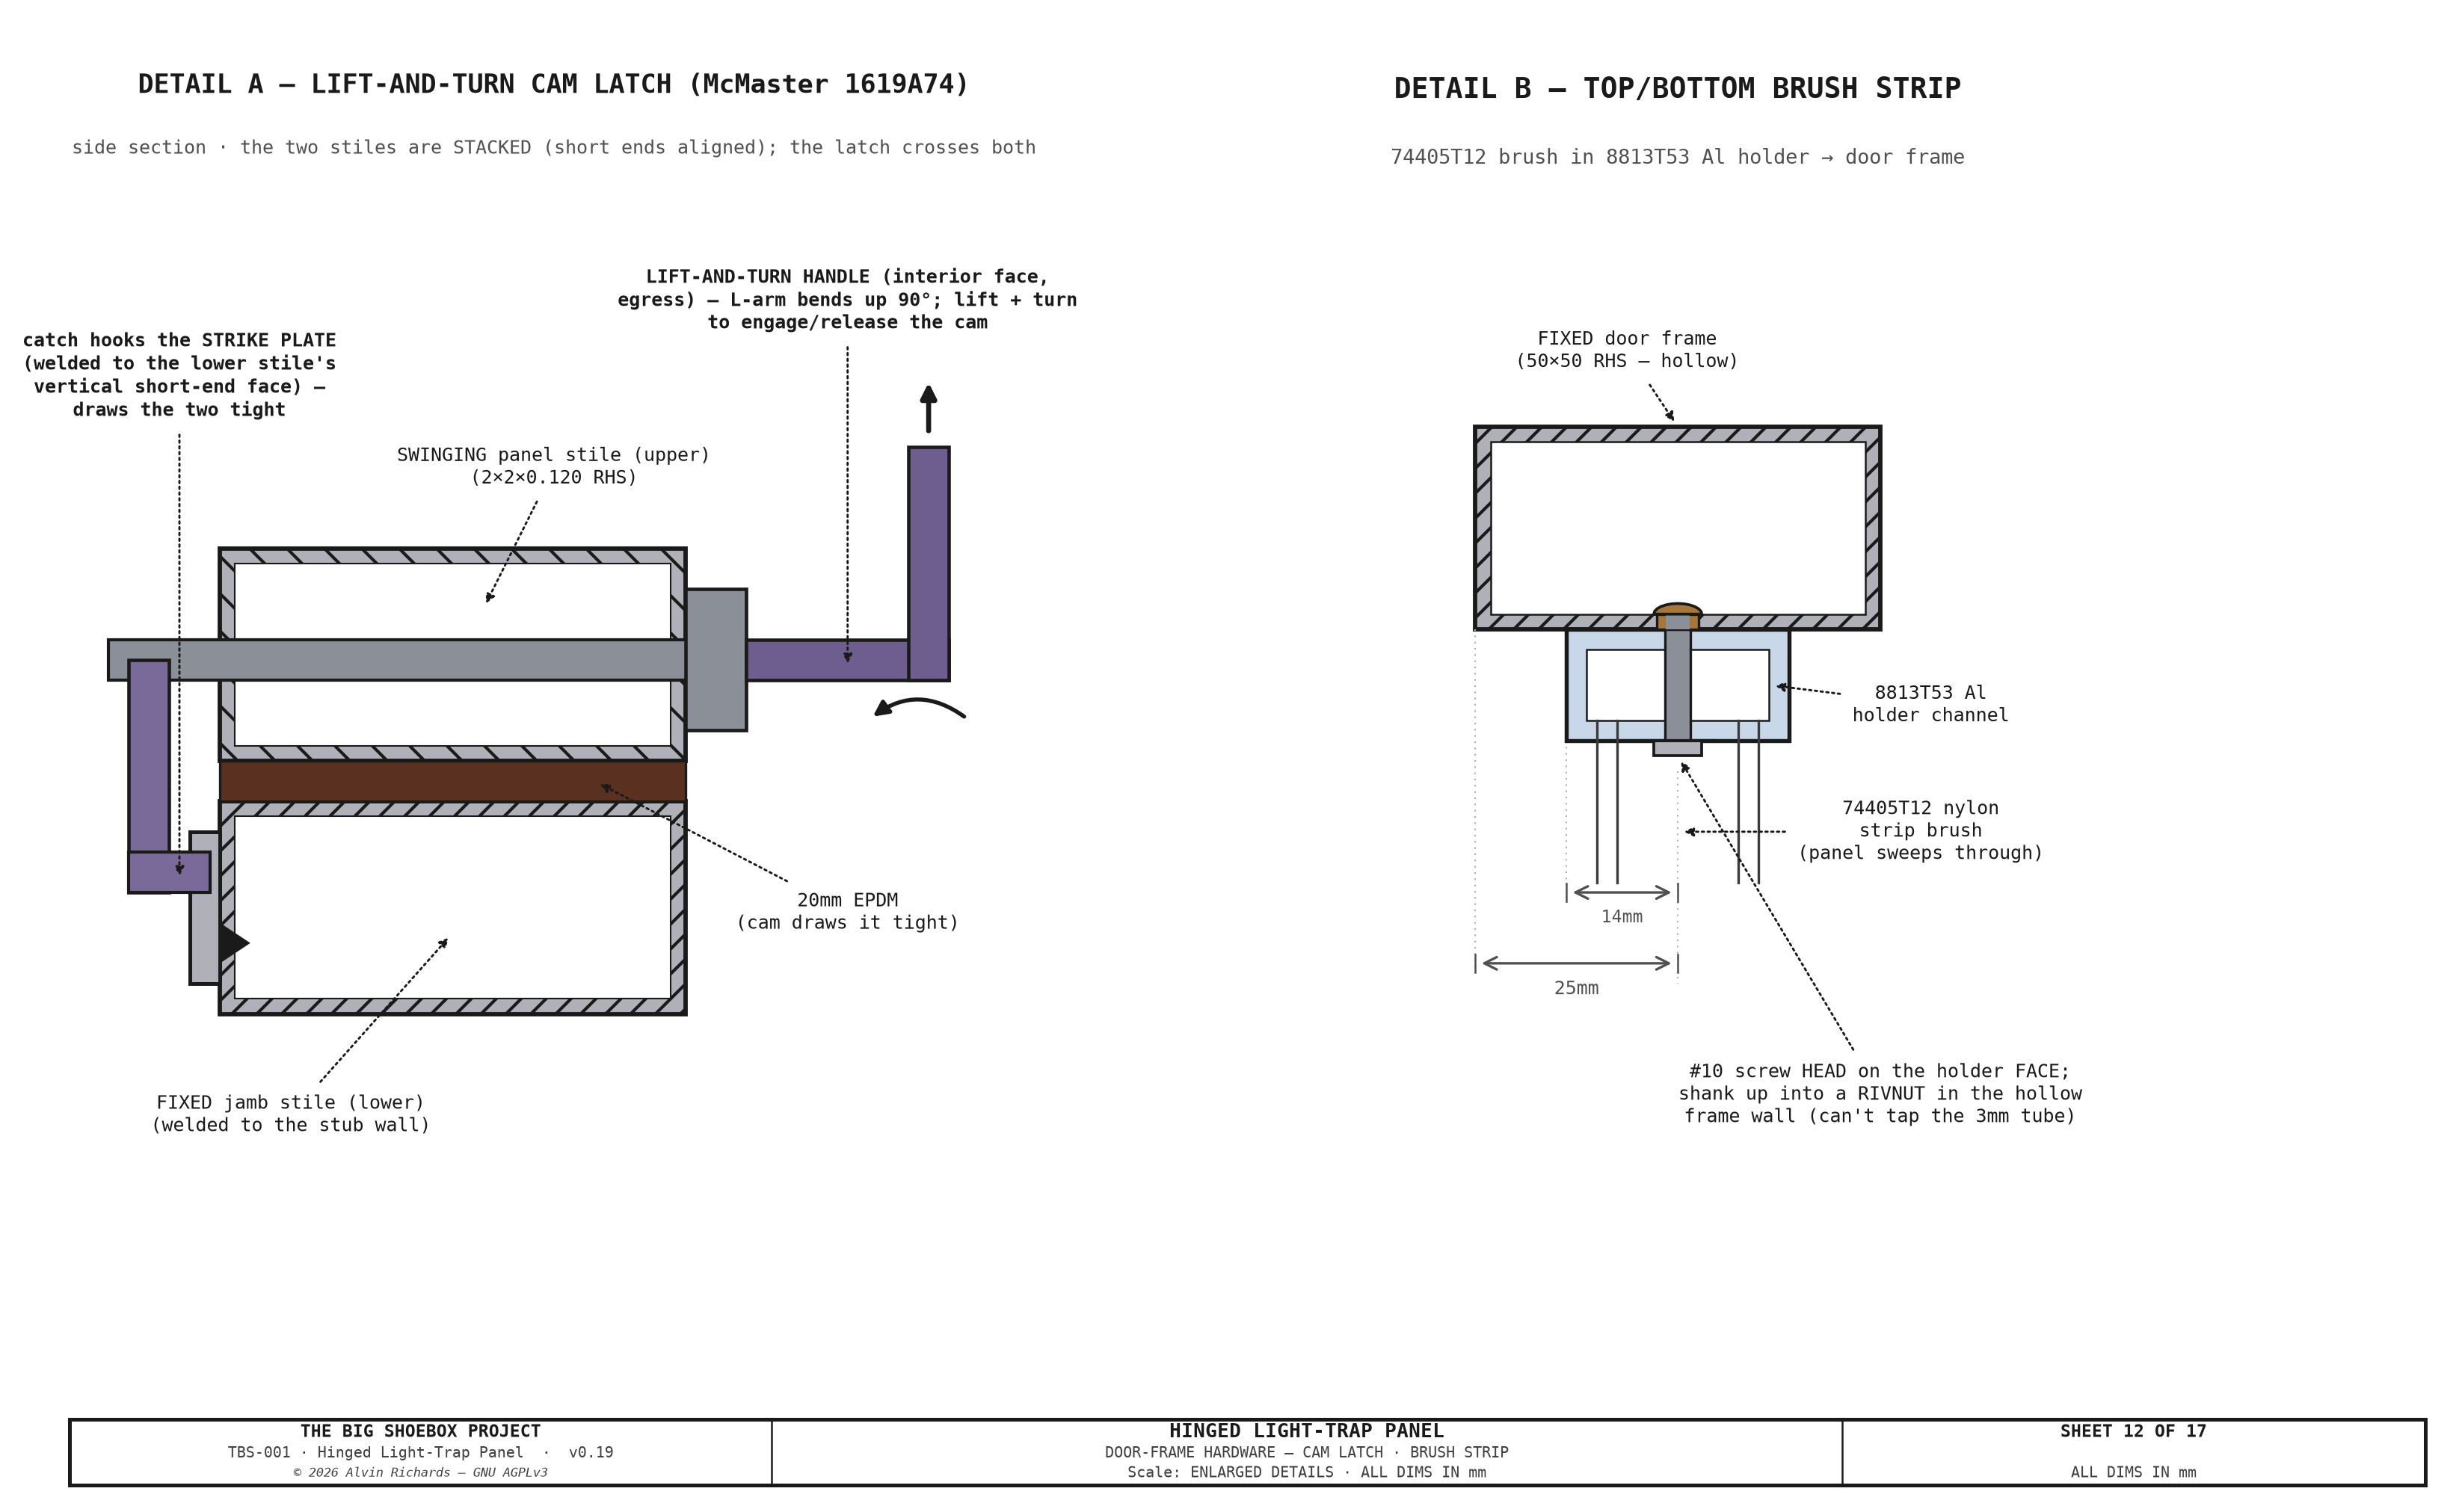 DETAIL A — LIFT-AND-TURN CAM LATCH (McMaster 1619A74)
side section · the two stiles are STACKED (short ends aligned); the latch crosses both
LIFT-AND-TURN HANDLE (interior face,
egress) — L-arm bends up 90°; lift + turn
to engage/release the cam
catch hooks the STRIKE PLATE
(welded to the lower stile's
vertical short-end face) —
draws the two tight
SWINGING panel stile (upper)
(2×2×0.120 RHS)
20mm EPDM
(cam draws it tight)
FIXED jamb stile (lower)
(welded to the stub wall)
DETAIL B — TOP/BOTTOM BRUSH STRIP
74405T12 brush in 8813T53 Al holder → door frame
FIXED door frame
(50×50 RHS — hollow)
8813T53 Al
holder channel
74405T12 nylon
strip brush
(panel sweeps through)
14mm
25mm
#10 screw HEAD on the holder FACE;
shank up into a RIVNUT in the hollow
frame wall (can't tap the 3mm tube)
THE BIG SHOEBOX PROJECT
TBS-001 · Hinged Light-Trap Panel · v0.19
© 2026 Alvin Richards — GNU AGPLv3
HINGED LIGHT-TRAP PANEL
DOOR-FRAME HARDWARE — CAM LATCH · BRUSH STRIP
Scale: ENLARGED DETAILS · ALL DIMS IN mm
SHEET 12 OF 17
ALL DIMS IN mm